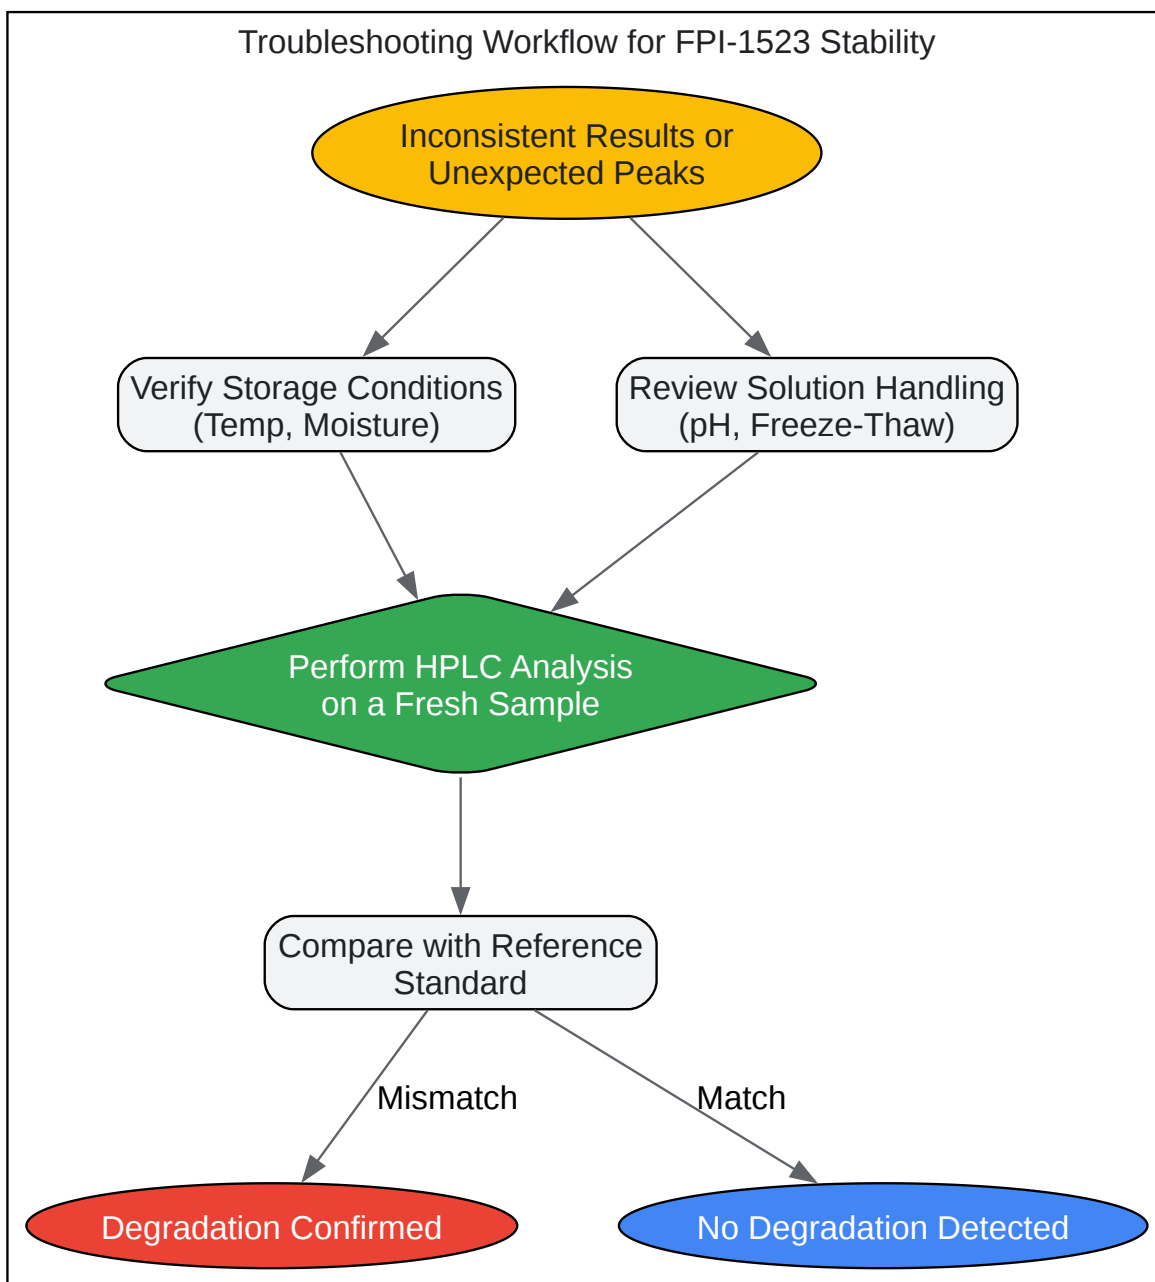 Troubleshooting Workflow for FPI-1523 Stability
Inconsistent Results or
Unexpected Peaks
Verify Storage Conditions
(Temp, Moisture)
Review Solution Handling
(pH, Freeze-Thaw)
Perform HPLC Analysis
on a Fresh Sample
Compare with Reference
Standard
Mismatch
Match
Degradation Confirmed
No Degradation Detected